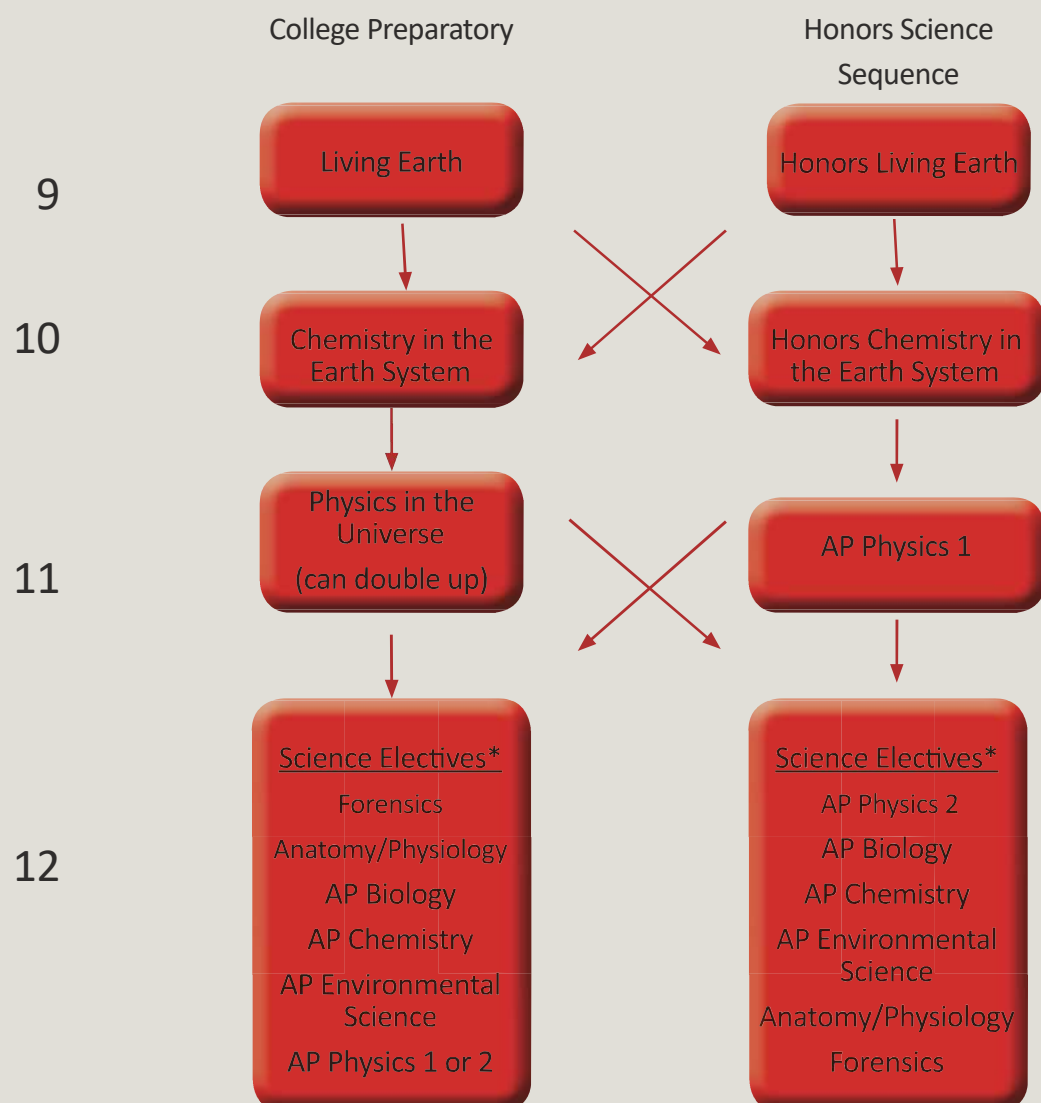 College Preparatory
Honors Science
Sequence
9
Living Earth
Honors Living Earth
10
Chemistry in the
Earth System
Honors Chemistry in
the Earth System
11
Physics in the
Universe
(can double up)
AP Physics 1
12
Science Electives*
Forensics
Anatomy/Physiology
AP Biology
AP Chemistry
AP Environmental
Science
AP Physics 1 or 2
Science Electives*
AP Physics 2
AP Biology
AP Chemistry
AP Environmental
Science
Anatomy/Physiology
Forensics